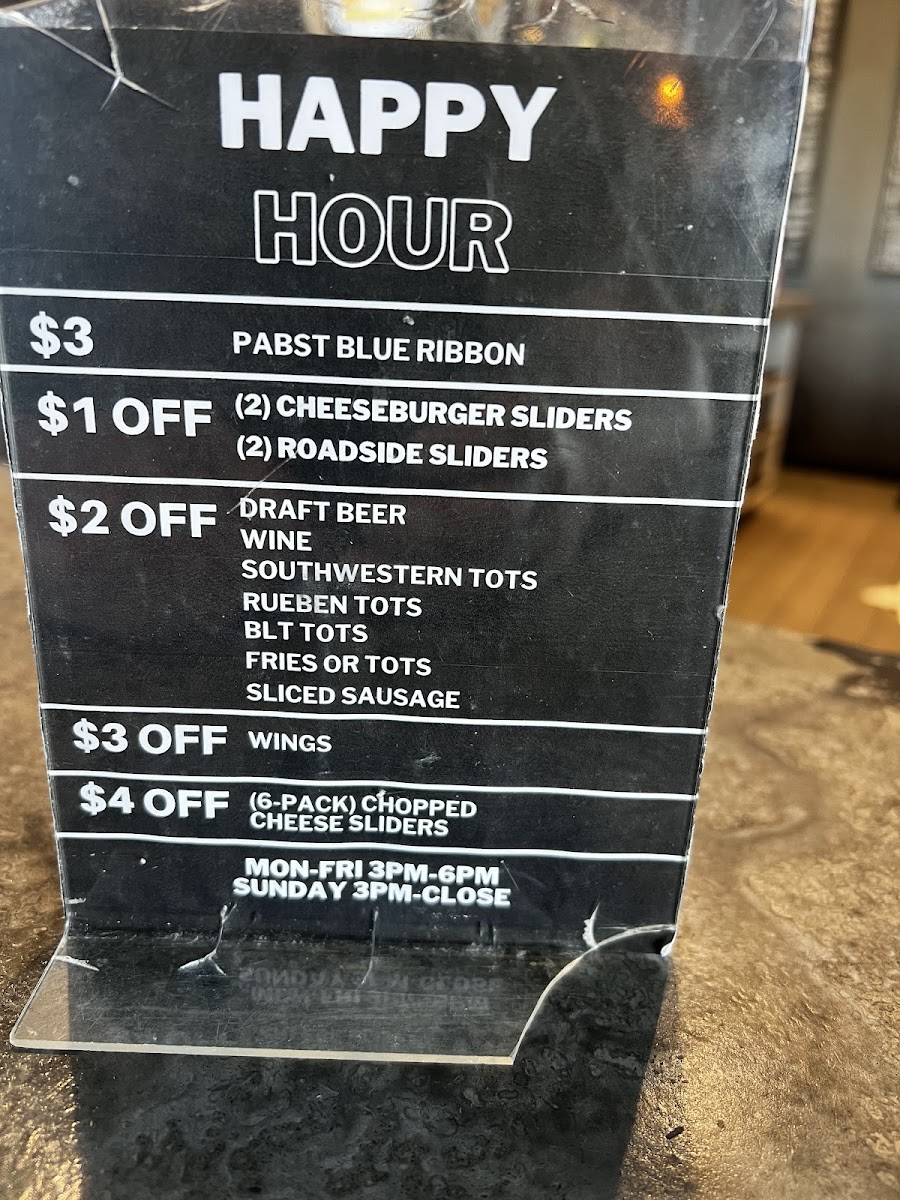 HAPPY
HOUR
$3 PABST BLUE RIBBON
$1 OFF (2) CHEESEBURGER SLIDERS
(2) ROADSIDE SLIDERS
$2 OFF DRAFT BEER
WINE
SOUTHWESTERN TOTS
RUEBEN TOTS
BLT TOTS
FRIES OR TOTS
SLICED SAUSAGE
$3 OFF WINGS
$4 OFF (6-PACK) CHOPPED
CHEESE SLIDERS
MON-FRI 3PM-6PM
SUNDAY 3PM-CLOSE